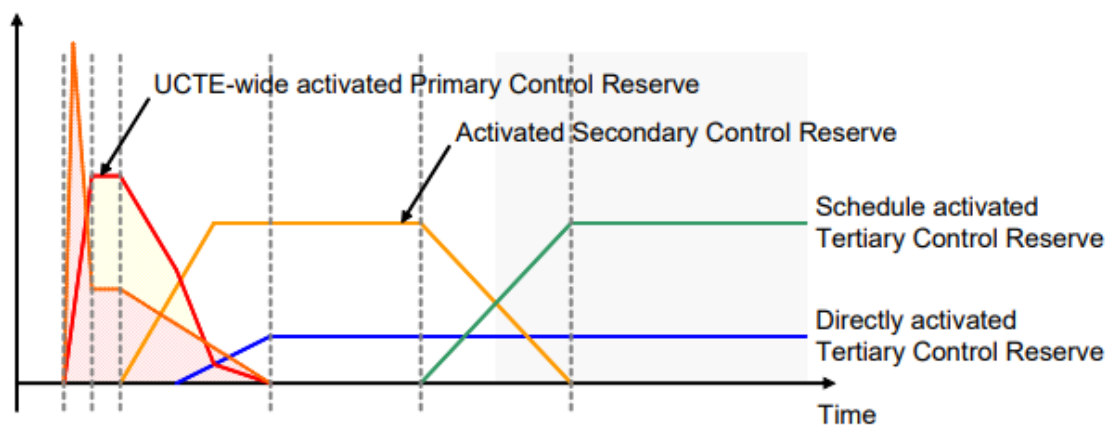 UCTE-wide activated Primary Control Reserve
Activated Secondary Control Reserve
Schedule activated
Tertiary Control Reserve
Directly activated
Tertiary Control Reserve
Time